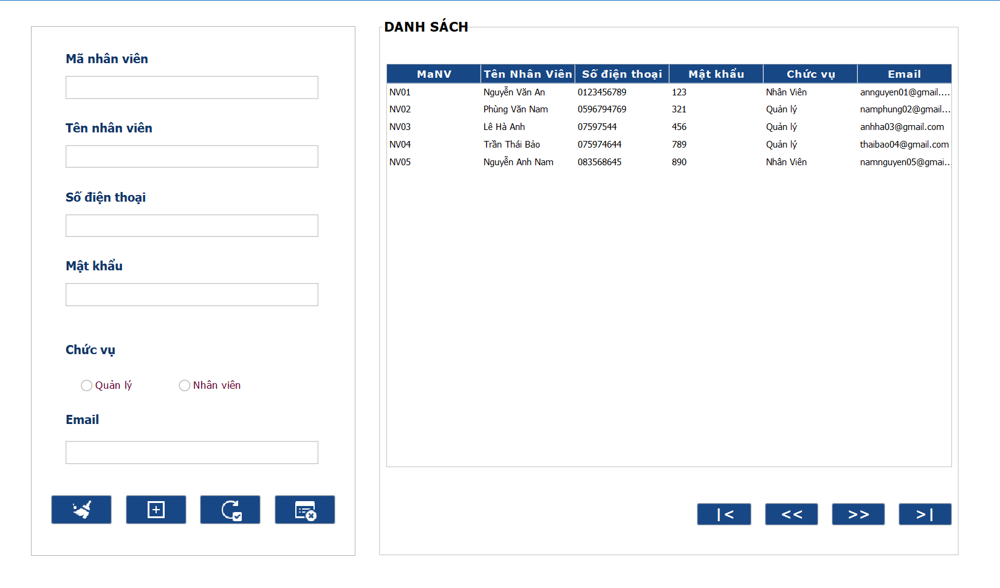 Mã nhân viên
Tên nhân viên
Số điện thoại
Mật khẩu
Chức vụ
Quản lý Nhân viên
Email
DANH SÁCH
MaNV Tên Nhân Viên Số điện thoại Mật khẩu Chức vụ Email
NV01 Nguyễn Văn An 0123456789 123 Nhân Viên annguyen01@gmail....
NV02 Phùng Văn Nam 0596794769 321 Quản lý namphung02@gmail...
NV03 Lê Hà Anh 07597544 456 Quản lý anhha03@gmail.com
NV04 Trần Thái Bảo 075974644 789 Quản lý thaibao04@gmail.com
NV05 Nguyễn Anh Nam 083568645 890 Nhân Viên namnguyen05@gmai...
|< << >> >|